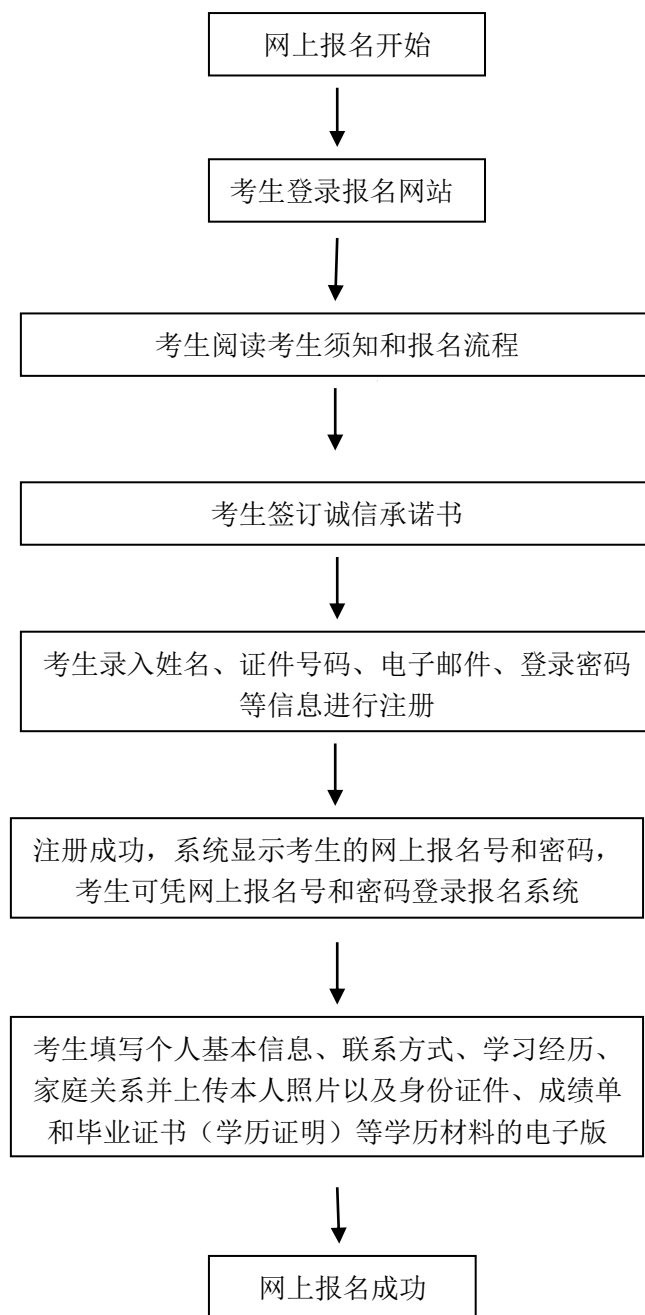 网上报名开始
考生登录报名网站
考生阅读考生须知和报名流程
考生签订诚信承诺书
考生录入姓名、证件号码、电子邮件、登录密码
等信息进行注册
注册成功，系统显示考生的网上报名号和密码，
考生可凭网上报名号和密码登录报名系统
考生填写个人基本信息、联系方式、学习经历、
家庭关系并上传本人照片以及身份证件、成绩单
和毕业证书（学历证明）等学历材料的电子版
网上报名成功